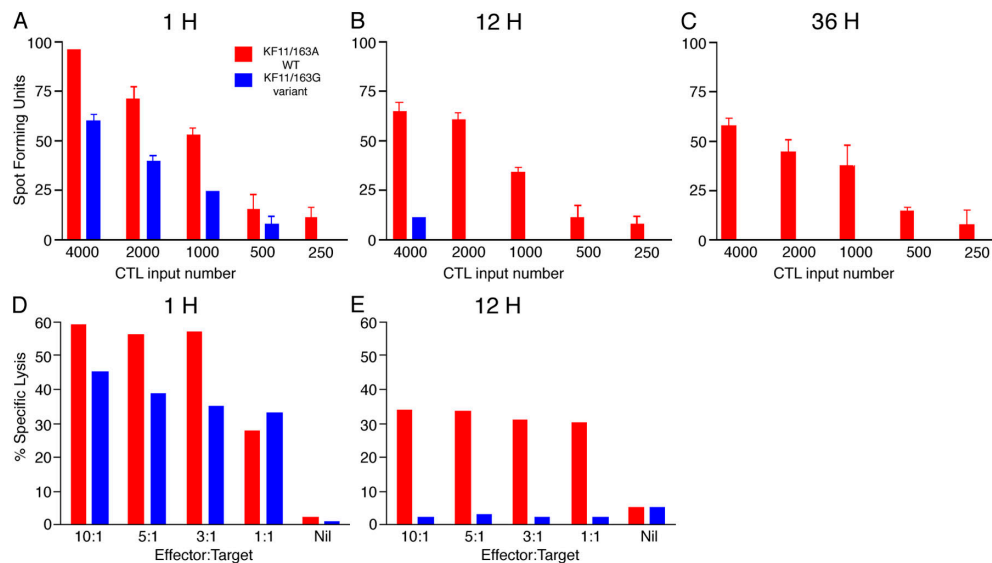 A 1 H
B 12 H
C 36 H
Spot Forming Units
100
75
50
25
0
KF11/163A
WT
KF11/163G
variant
4000 2000 1000 500 250
CTL input number
100
75
50
25
0
4000 2000 1000 500 250
CTL input number
100
75
50
25
0
4000 2000 1000 500 250
CTL input number
D 1 H
E 12 H
% Specific Lysis
60
50
40
30
20
10
0
10:1 5:1 3:1 1:1 Nil
Effector:Target
60
50
40
30
20
10
0
10:1 5:1 3:1 1:1 Nil
Effector:Target